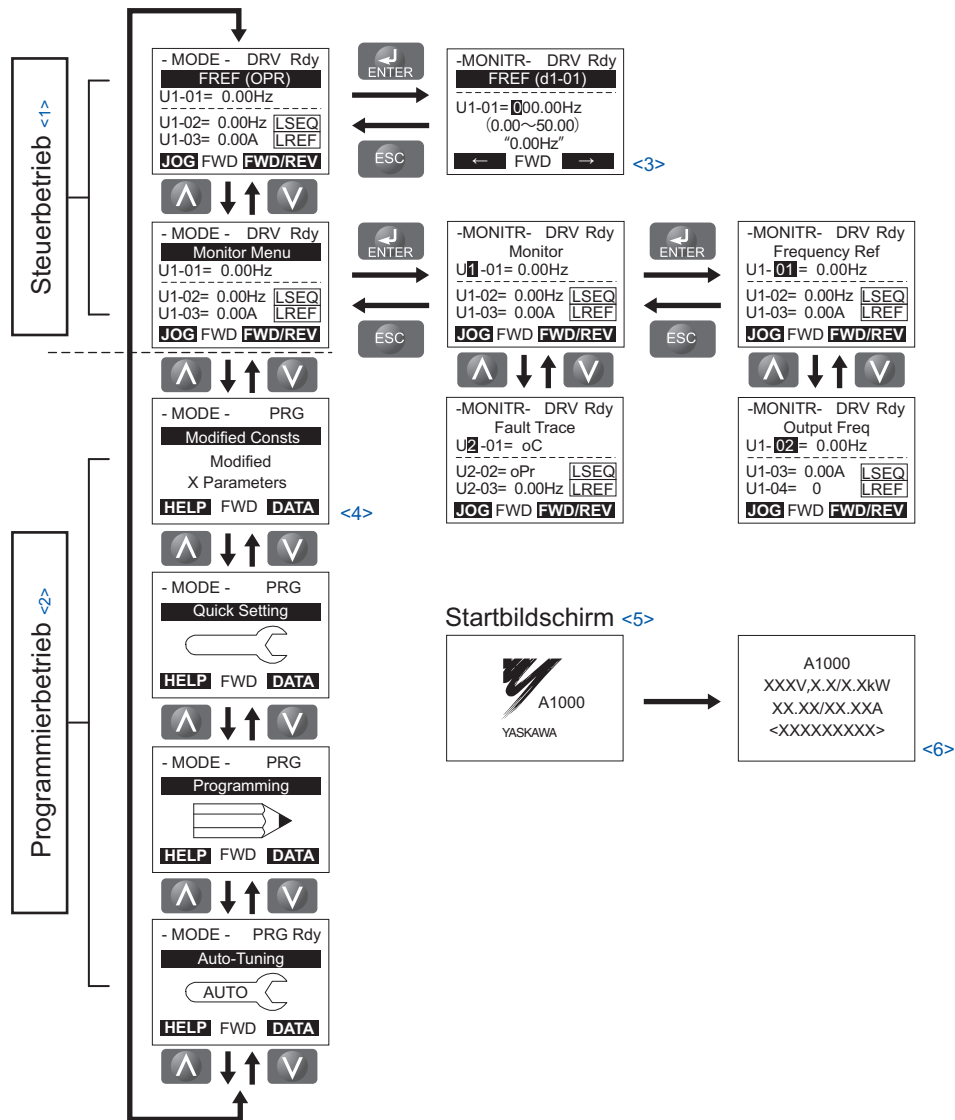 Steuerbetrieb <1>
- MODE -   DRV Rdy
FREF (OPR)
U1-01=  0.00Hz
U1-02=  0.00Hz LSEQ
U1-03=  0.00A LREF
JOG FWD FWD/REV
ENTER
ESC
-MONITR-  DRV Rdy
FREF (d1-01)
U1-01= 000.00Hz
(0.00～50.00)
“0.00Hz”
← FWD →
<3>
- MODE -   DRV Rdy
Monitor Menu
U1-01=  0.00Hz
U1-02=  0.00Hz LSEQ
U1-03=  0.00A LREF
JOG FWD FWD/REV
ENTER
ESC
-MONITR-  DRV Rdy
Monitor
U1 -01= 0.00Hz
U1-02=  0.00Hz LSEQ
U1-03=  0.00A LREF
JOG FWD FWD/REV
ENTER
ESC
-MONITR-  DRV Rdy
Frequency Ref
U1- 01 =  0.00Hz
U1-02=  0.00Hz LSEQ
U1-03=  0.00A LREF
JOG FWD FWD/REV
-MONITR-  DRV Rdy
Fault Trace
U2 -01=  oC
U2-02= oPr LSEQ
U2-03=  0.00Hz LREF
JOG FWD FWD/REV
-MONITR-  DRV Rdy
Output Freq
U1- 02 =  0.00Hz
U1-03=  0.00A LSEQ
U1-04=    0 LREF
JOG FWD FWD/REV
Programmierbetrieb <2>
- MODE -      PRG
Modified Consts
Modified
X Parameters
HELP FWD DATA
<4>
- MODE -      PRG
Quick Setting
HELP FWD DATA
- MODE -      PRG
Programming
HELP FWD DATA
- MODE -   PRG Rdy
Auto-Tuning
AUTO
HELP FWD DATA
Startbildschirm <5>
A1000
YASKAWA
A1000
XXXV,X.X/X.XkW
XX.XX/XX.XXA
<XXXXXXXXX>
<6>